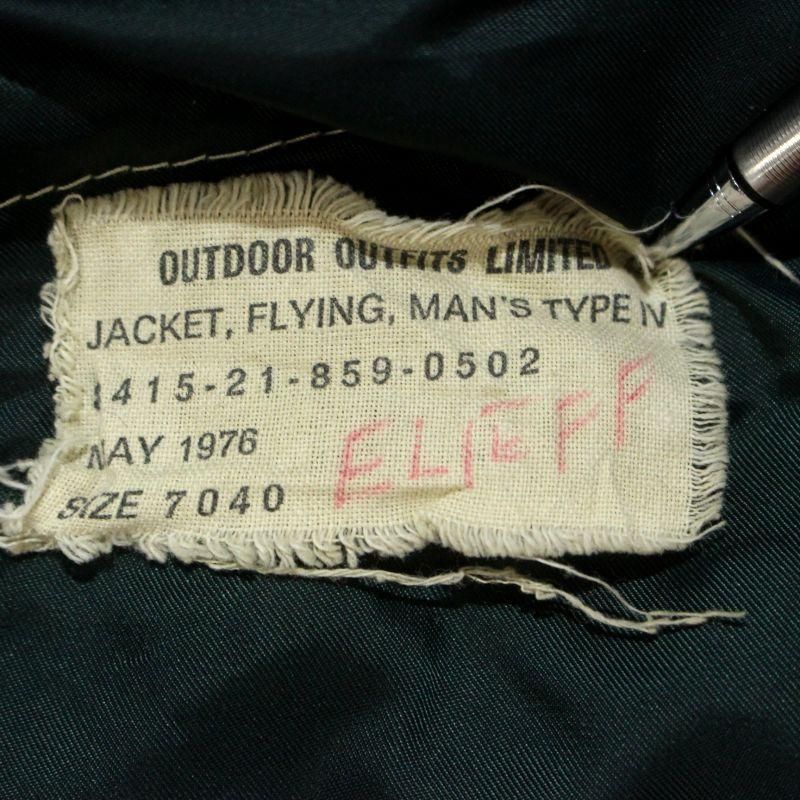 OUTDOOR OUTFITS LIMITED
JACKET, FLYING, MAN'S TYPE IV
8415-21-859-0502
MAY 1976
SIZE 7040
ELIEFF